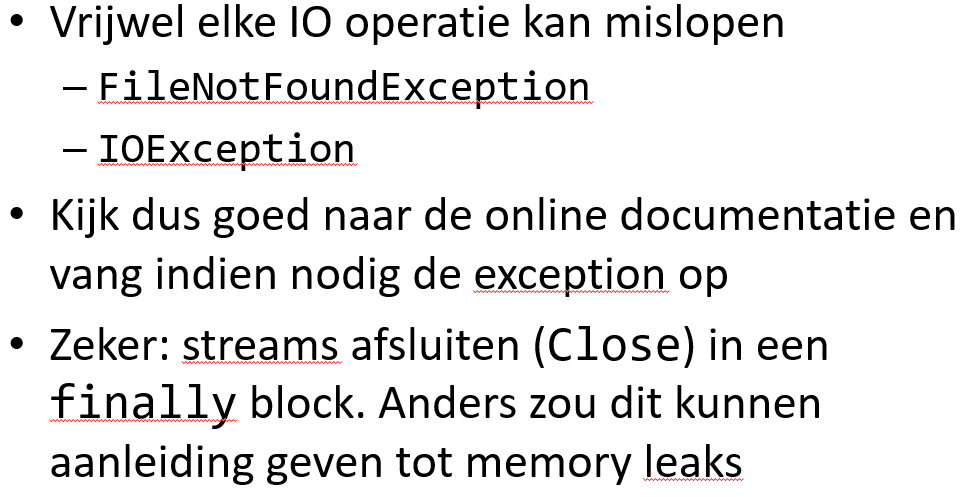 • Vrijwel elke IO operatie kan mislopen
– FileNotFoundException
– IOException
• Kijk dus goed naar de online documentatie en
vang indien nodig de exception op
• Zeker: streams afsluiten (Close) in een
finally block. Anders zou dit kunnen
aanleiding geven tot memory leaks